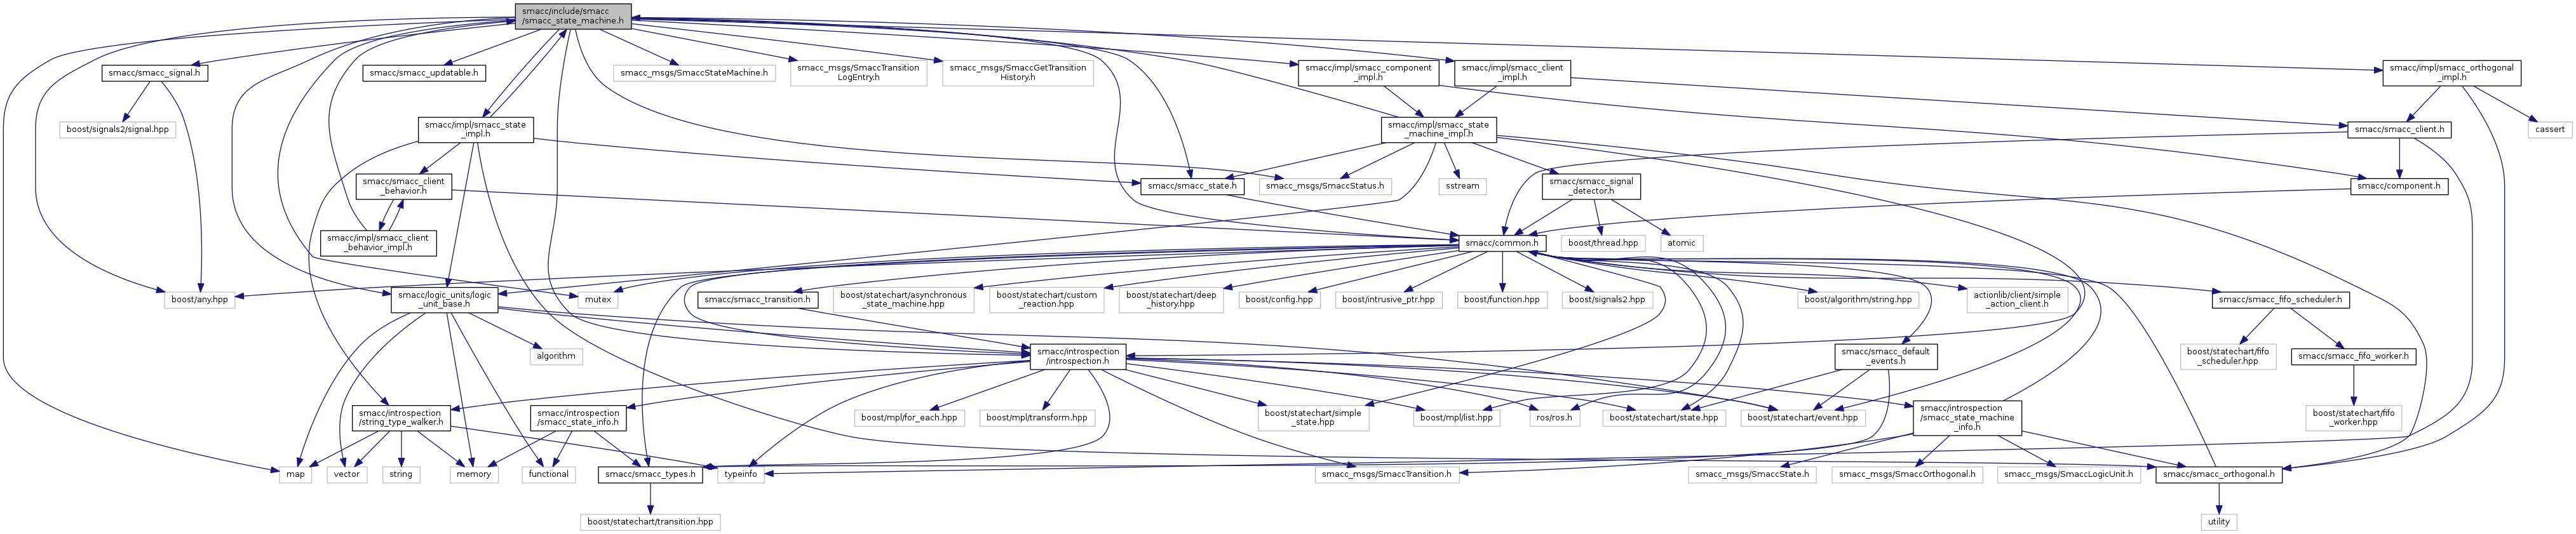 smacc/include/smacc
/smacc_state_machine.h
smacc/smacc_signal.h
smacc/smacc_updatable.h
smacc_msgs/SmaccStateMachine.h
smacc_msgs/SmaccTransition
LogEntry.h
smacc_msgs/SmaccGetTransition
History.h
smacc/impl/smacc_component
_impl.h
smacc/impl/smacc_client
_impl.h
smacc/impl/smacc_orthogonal
_impl.h
boost/signals2/signal.hpp
smacc/impl/smacc_state
_impl.h
smacc/impl/smacc_state
_machine_impl.h
smacc/smacc_client.h
cassert
smacc/smacc_client
_behavior.h
smacc/smacc_state.h
smacc_msgs/SmaccStatus.h
sstream
smacc/smacc_signal
_detector.h
smacc/component.h
smacc/impl/smacc_client
_behavior_impl.h
smacc/common.h
boost/thread.hpp
atomic
boost/any.hpp
smacc/logic_units/logic
_unit_base.h
mutex
smacc/smacc_transition.h
boost/statechart/asynchronous
_state_machine.hpp
boost/statechart/custom
_reaction.hpp
boost/statechart/deep
_history.hpp
boost/config.hpp
boost/intrusive_ptr.hpp
boost/function.hpp
boost/signals2.hpp
boost/algorithm/string.hpp
actionlib/client/simple
_action_client.h
smacc/smacc_fifo_scheduler.h
algorithm
smacc/introspection
/introspection.h
smacc/smacc_default
_events.h
boost/statechart/fifo
_scheduler.hpp
smacc/smacc_fifo_worker.h
smacc/introspection
/string_type_walker.h
smacc/introspection
/smacc_state_info.h
boost/mpl/for_each.hpp
boost/mpl/transform.hpp
boost/statechart/simple
_state.hpp
boost/mpl/list.hpp
ros/ros.h
boost/statechart/state.hpp
boost/statechart/event.hpp
smacc/introspection
/smacc_state_machine
_info.h
boost/statechart/fifo
_worker.hpp
map
vector
string
memory
functional
smacc/smacc_types.h
typeinfo
smacc_msgs/SmaccTransition.h
smacc_msgs/SmaccState.h
smacc_msgs/SmaccOrthogonal.h
smacc_msgs/SmaccLogicUnit.h
smacc/smacc_orthogonal.h
boost/statechart/transition.hpp
utility